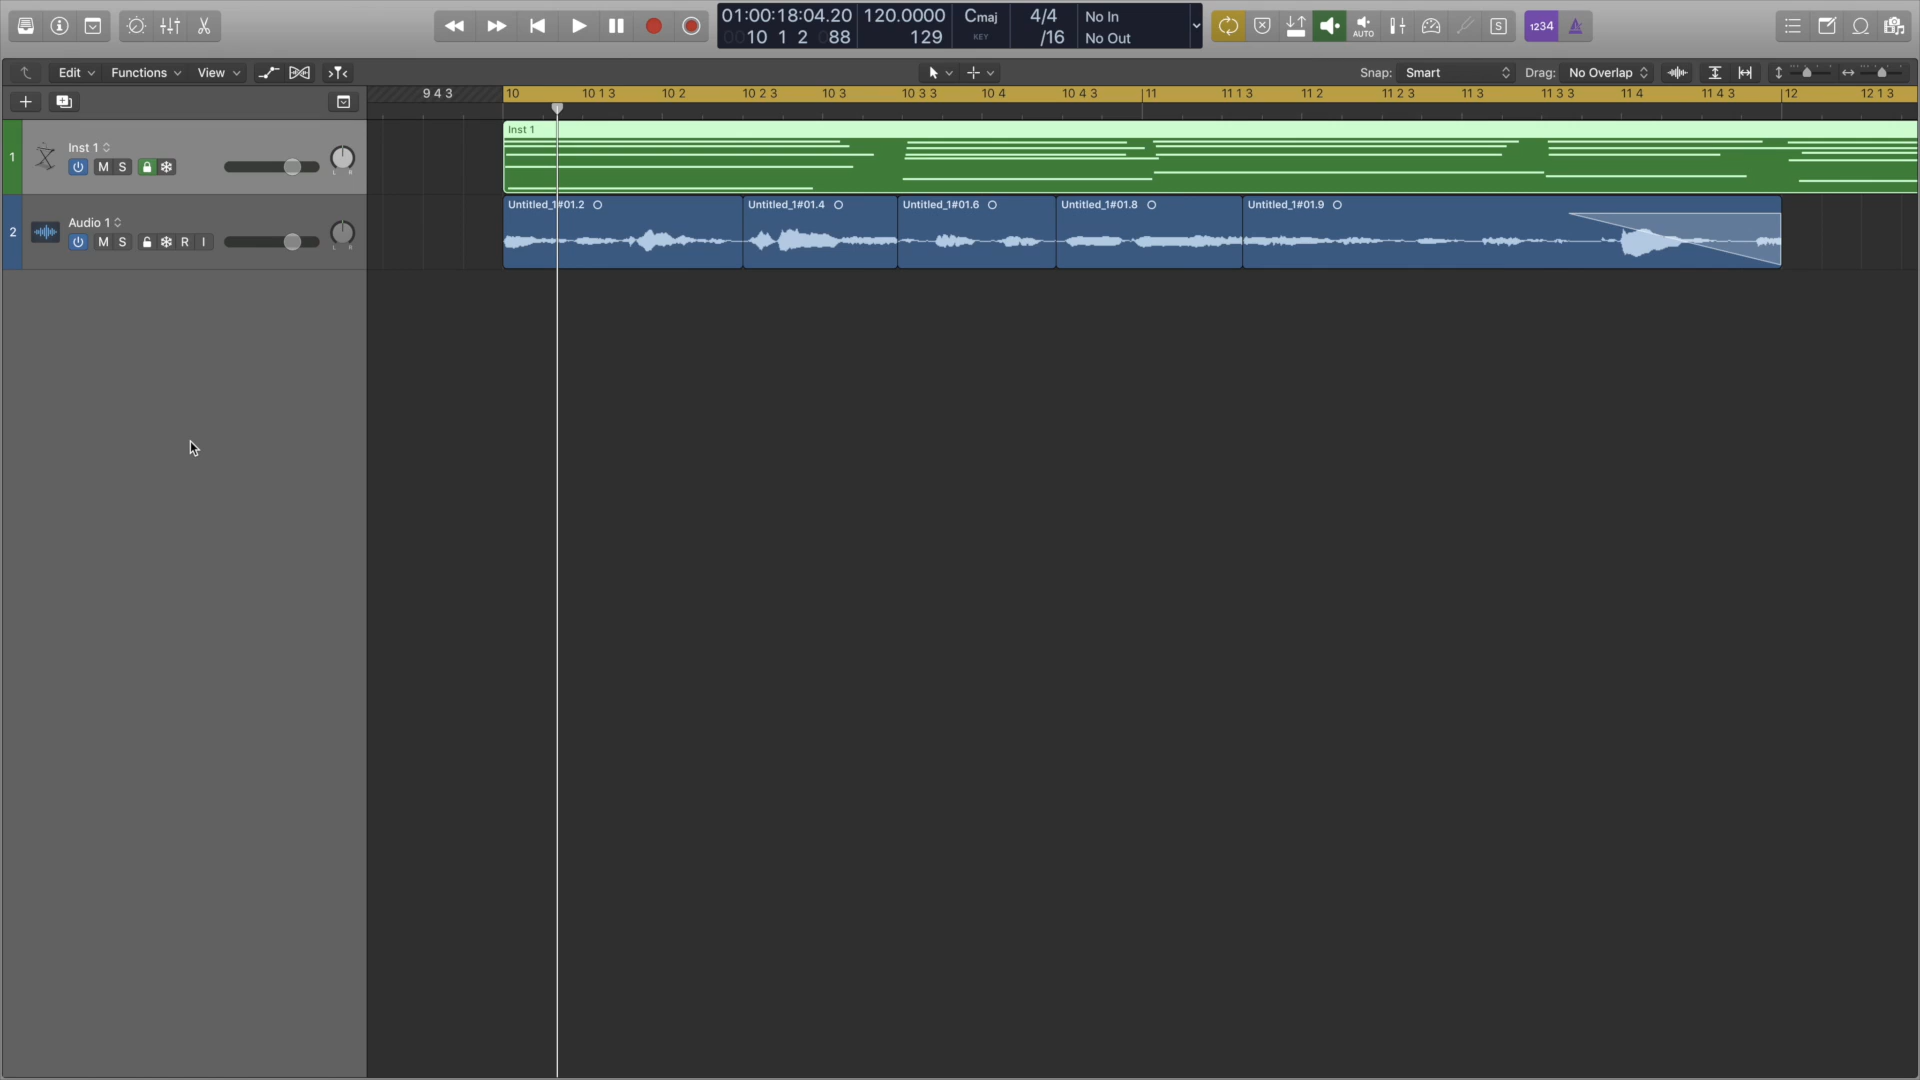 01:00:18:04.20 120.0000 Cmaj 4/4 No In
10 1 2 88 129 KEY /16 No Out
AUTO
S
1234
Edit Functions View
Snap: Smart Drag: No Overlap
9 4 3 10 10 1 3 10 2 10 2 3 10 3 10 3 3 10 4 10 4 3 11 11 1 3 11 2 11 2 3 11 3 11 3 3 11 4 11 4 3 12 12 1 3
1 Inst 1
M S
L R
Inst 1
2 Audio 1
M S R I
L R
Untitled_1#01.2 Untitled_1#01.4 Untitled_1#01.6 Untitled_1#01.8 Untitled_1#01.9